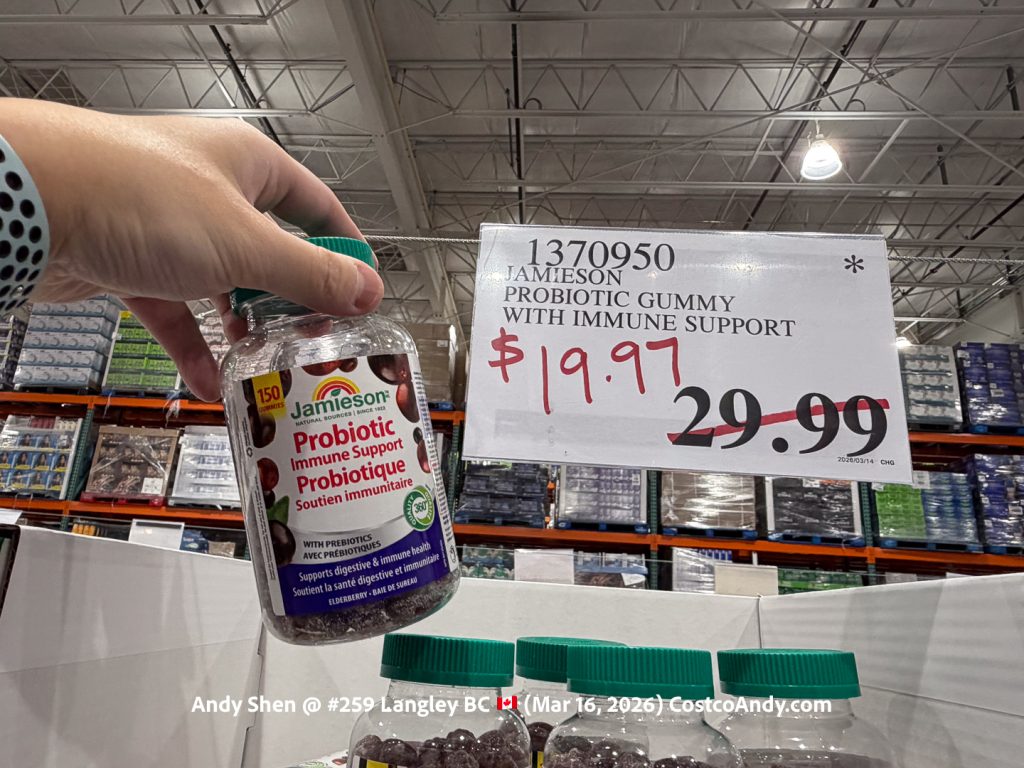 1370950
*
JAMIESON
PROBIOTIC GUMMY
WITH IMMUNE SUPPORT
$19.97
29.99
2026/03/14 CHG
150
GUMMIES
Jamieson
NATURAL SOURCES | SINCE 1922
Probiotic
Immune Support
Probiotique
Soutien immunitaire
360
WITH PREBIOTICS
AVEC PRÉBIOTIQUES
Supports digestive & immune health
Soutient la santé digestive et immunitaire
ELDERBERRY • BAIE DE SUREAU
Andy Shen @ #259 Langley BC 🇨🇦 (Mar 16, 2026) CostcoAndy.com